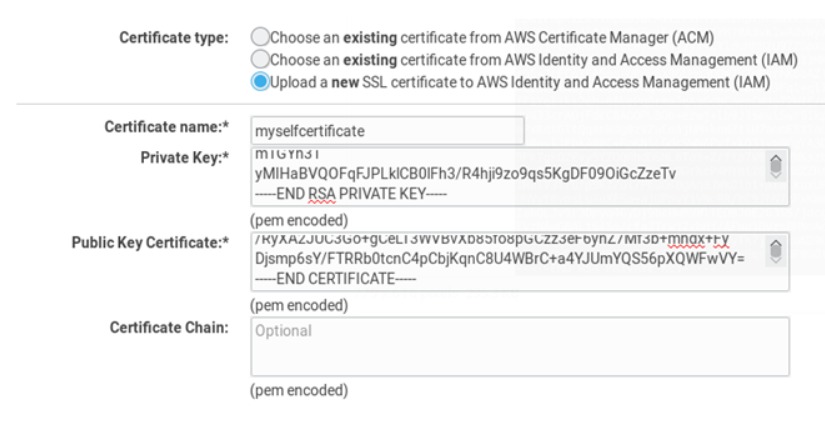 Certificate type:
Choose an existing certificate from AWS Certificate Manager (ACM)
Choose an existing certificate from AWS Identity and Access Management (IAM)
Upload a new SSL certificate to AWS Identity and Access Management (IAM)
Certificate name:* myselfcertificate
Private Key:*
yMIHaBVQOFqFJPLklCB0lFh3/R4hji9zo9qs5KgDF09OiGcZzeTv
-----END RSA PRIVATE KEY-----
(pem encoded)
Public Key Certificate:*
Djsmp6sY/FTRRb0tcnC4pCbjKqnC8U4WBrC+a4YJUmYQS56pXQWFwVY=
-----END CERTIFICATE-----
(pem encoded)
Certificate Chain: Optional
(pem encoded)